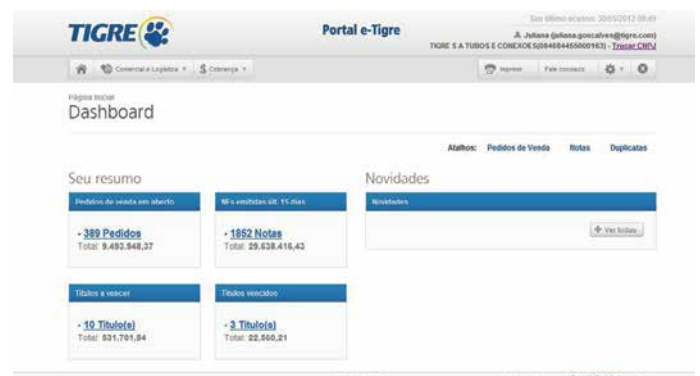 Seu último acesso: 30/05/2012 09:49
TIGRE
Portal e-Tigre
Juliana (juliana.goncalves@tigre.com)
TIGRE S A TUBOS E CONEXOES(08468446500163) - Trocar CNPJ
Comercial e Logística
Cobrança
Imprimir
Fale conosco
Página Inicial
Dashboard
Atalhos: Pedidos de Venda Notas Duplicatas
Seu resumo
Novidades
Pedidos de venda em aberto
NFs emitidas últ. 15 dias
Novidades
- 389 Pedidos
Total: 9.493.948,37
- 1852 Notas
Total: 29.638.416,43
Ver todas
Títulos a vencer
Títulos vencidos
- 10 Título(s)
Total: 531.701,84
- 3 Título(s)
Total: 22.560,21